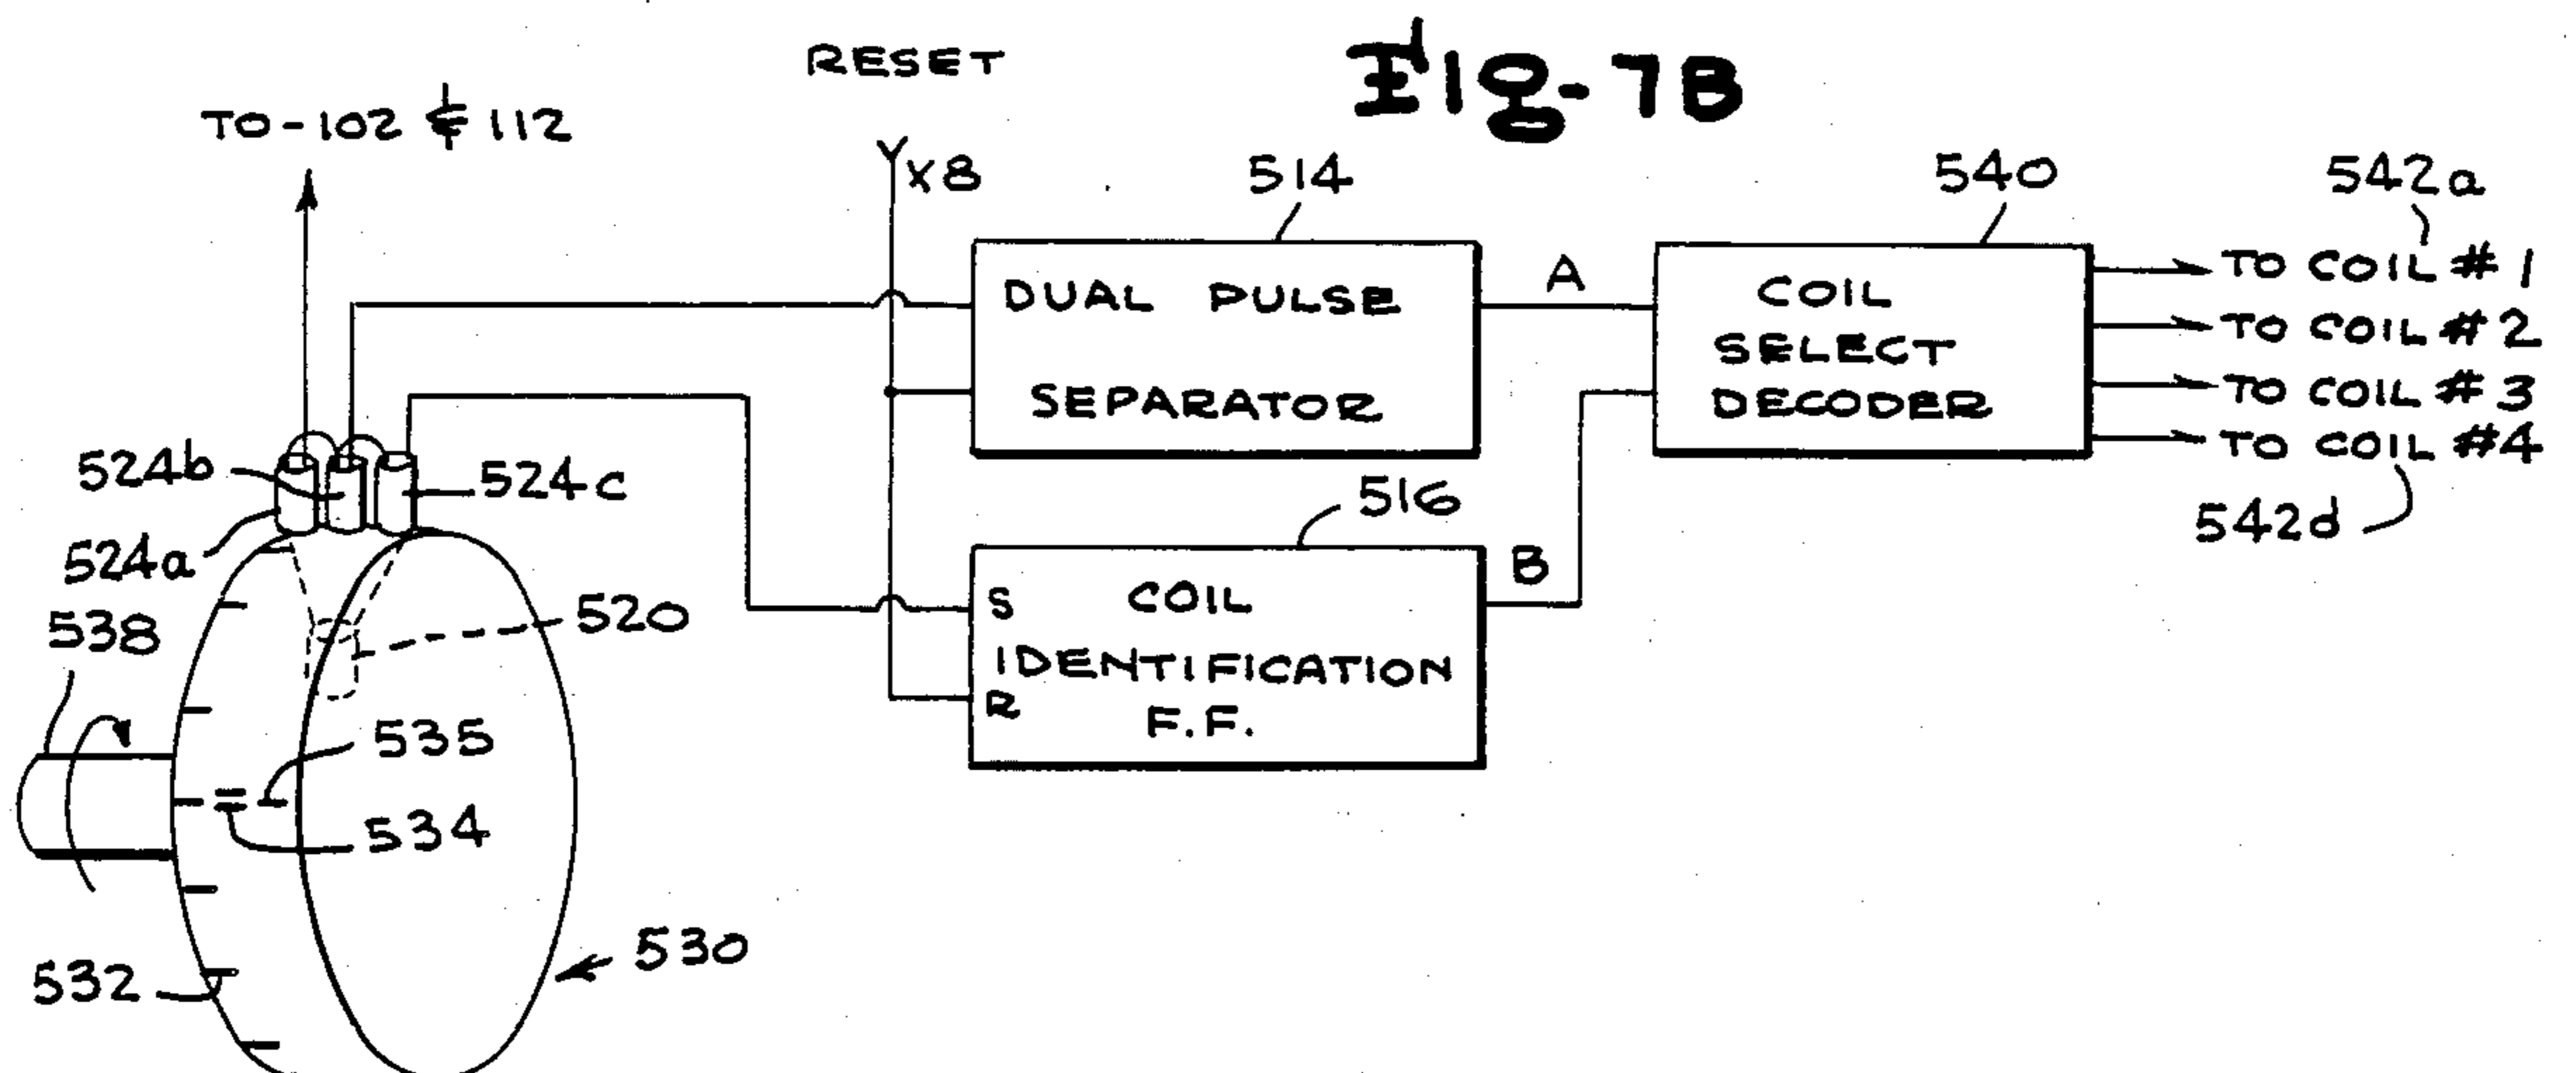 RESET
Fig-7B
TO-102 & 112
X8
514
540
542a
DUAL PULSE
SEPARATOR
A
COIL
SELECT
DECODER
TO COIL #1
TO COIL #2
TO COIL #3
TO COIL #4
542d
524b
524c
524a
516
S
COIL
IDENTIFICATION
R
F.F.
B
520
538
535
534
530
532